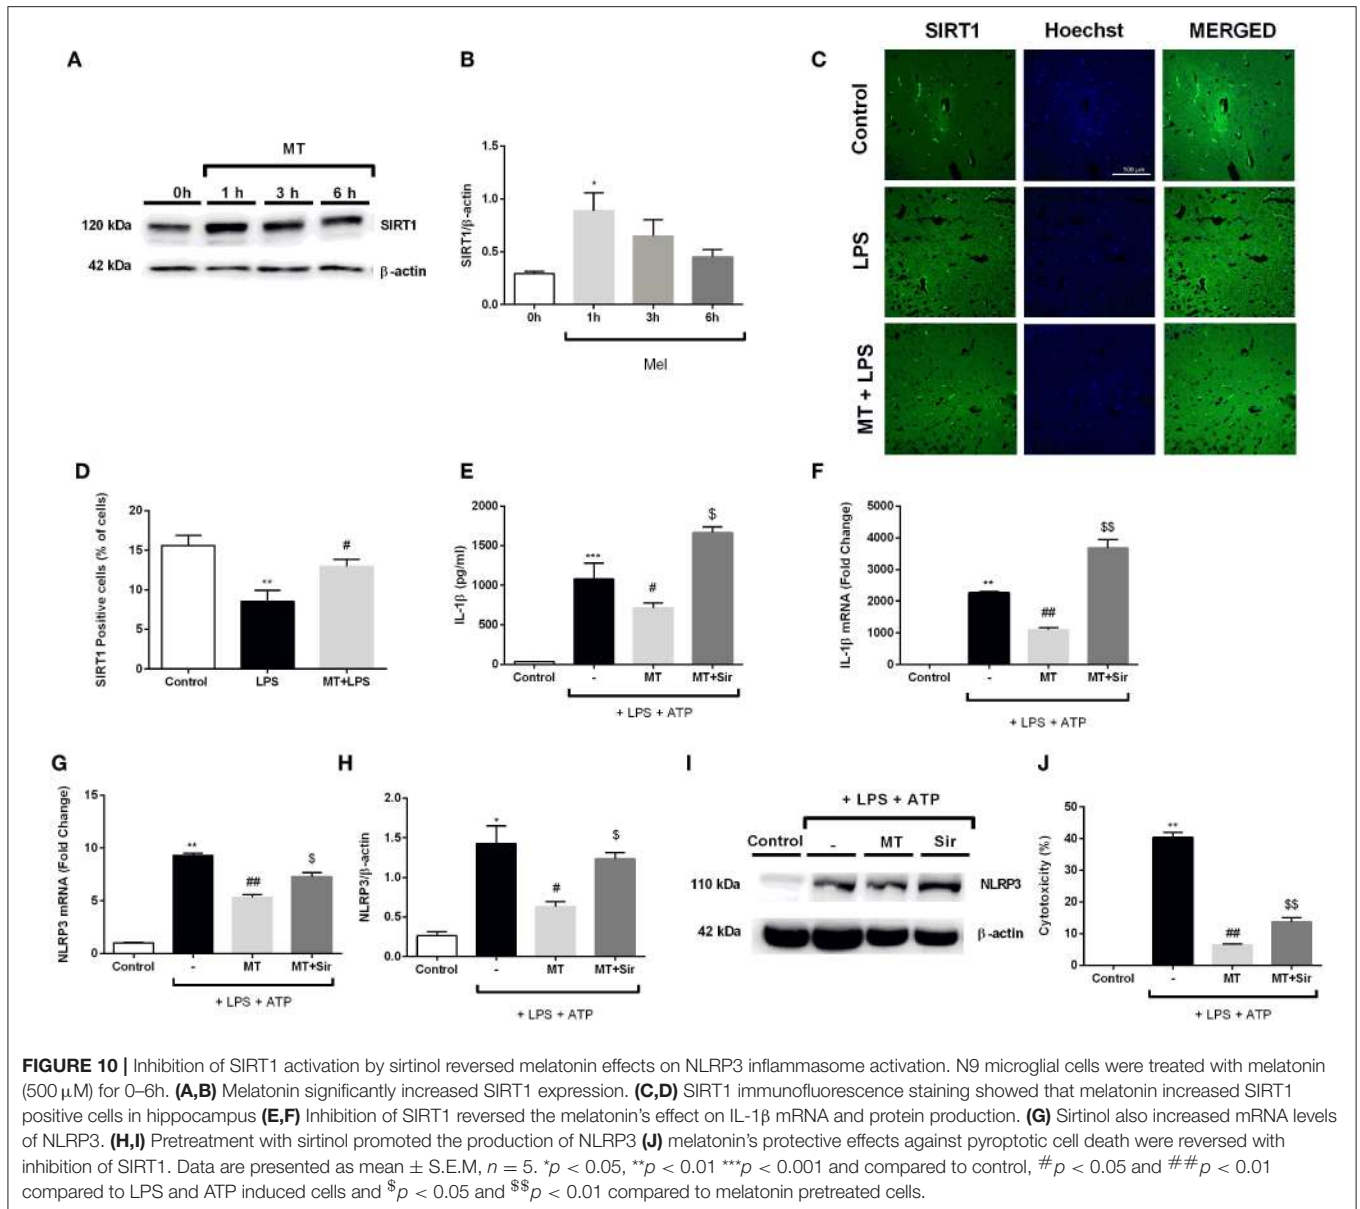 SIRT1 Hoechst MERGED
A
B
C
MT
0h 1 h 3 h 6 h
120 kDa SIRT1
42 kDa β-actin
SIRT1/β-actin
1.5
1.0
0.5
0.0
*
0h 1h 3h 6h
Mel
Control
100 µm
LPS
MT + LPS
D
SIRT1 Positive cells (% of cells)
20
15
10
5
0
**
#
Control LPS MT+LPS
E
IL-1β (pg/ml)
2000
1500
1000
500
0
***
#
$
Control - MT MT+Sir
+ LPS + ATP
F
IL-1β mRNA (Fold Change)
5000
4000
3000
2000
1000
0
**
##
$$
Control - MT MT+Sir
+ LPS + ATP
G
NLRP3 mRNA (Fold Change)
15
10
5
0
**
##
$
Control - MT MT+Sir
+ LPS + ATP
H
NLRP3/β-actin
2.0
1.5
1.0
0.5
0.0
*
#
$
Control - MT MT+Sir
+ LPS + ATP
I
+ LPS + ATP
Control - MT Sir
110 kDa NLRP3
42 kDa β-actin
J
Cytotoxicity (%)
50
40
30
20
10
0
**
##
$$
Control - MT MT+Sir
+ LPS + ATP
FIGURE 10 | Inhibition of SIRT1 activation by sirtinol reversed melatonin effects on NLRP3 inflammasome activation. N9 microglial cells were treated with melatonin
(500 µM) for 0–6h. (A,B) Melatonin significantly increased SIRT1 expression. (C,D) SIRT1 immunofluorescence staining showed that melatonin increased SIRT1
positive cells in hippocampus (E,F) Inhibition of SIRT1 reversed the melatonin's effect on IL-1β mRNA and protein production. (G) Sirtinol also increased mRNA levels
of NLRP3. (H,I) Pretreatment with sirtinol promoted the production of NLRP3 (J) melatonin's protective effects against pyroptotic cell death were reversed with
inhibition of SIRT1. Data are presented as mean ± S.E.M, n = 5. *p < 0.05, **p < 0.01 ***p < 0.001 and compared to control, #p < 0.05 and ##p < 0.01
compared to LPS and ATP induced cells and $p < 0.05 and $$p < 0.01 compared to melatonin pretreated cells.